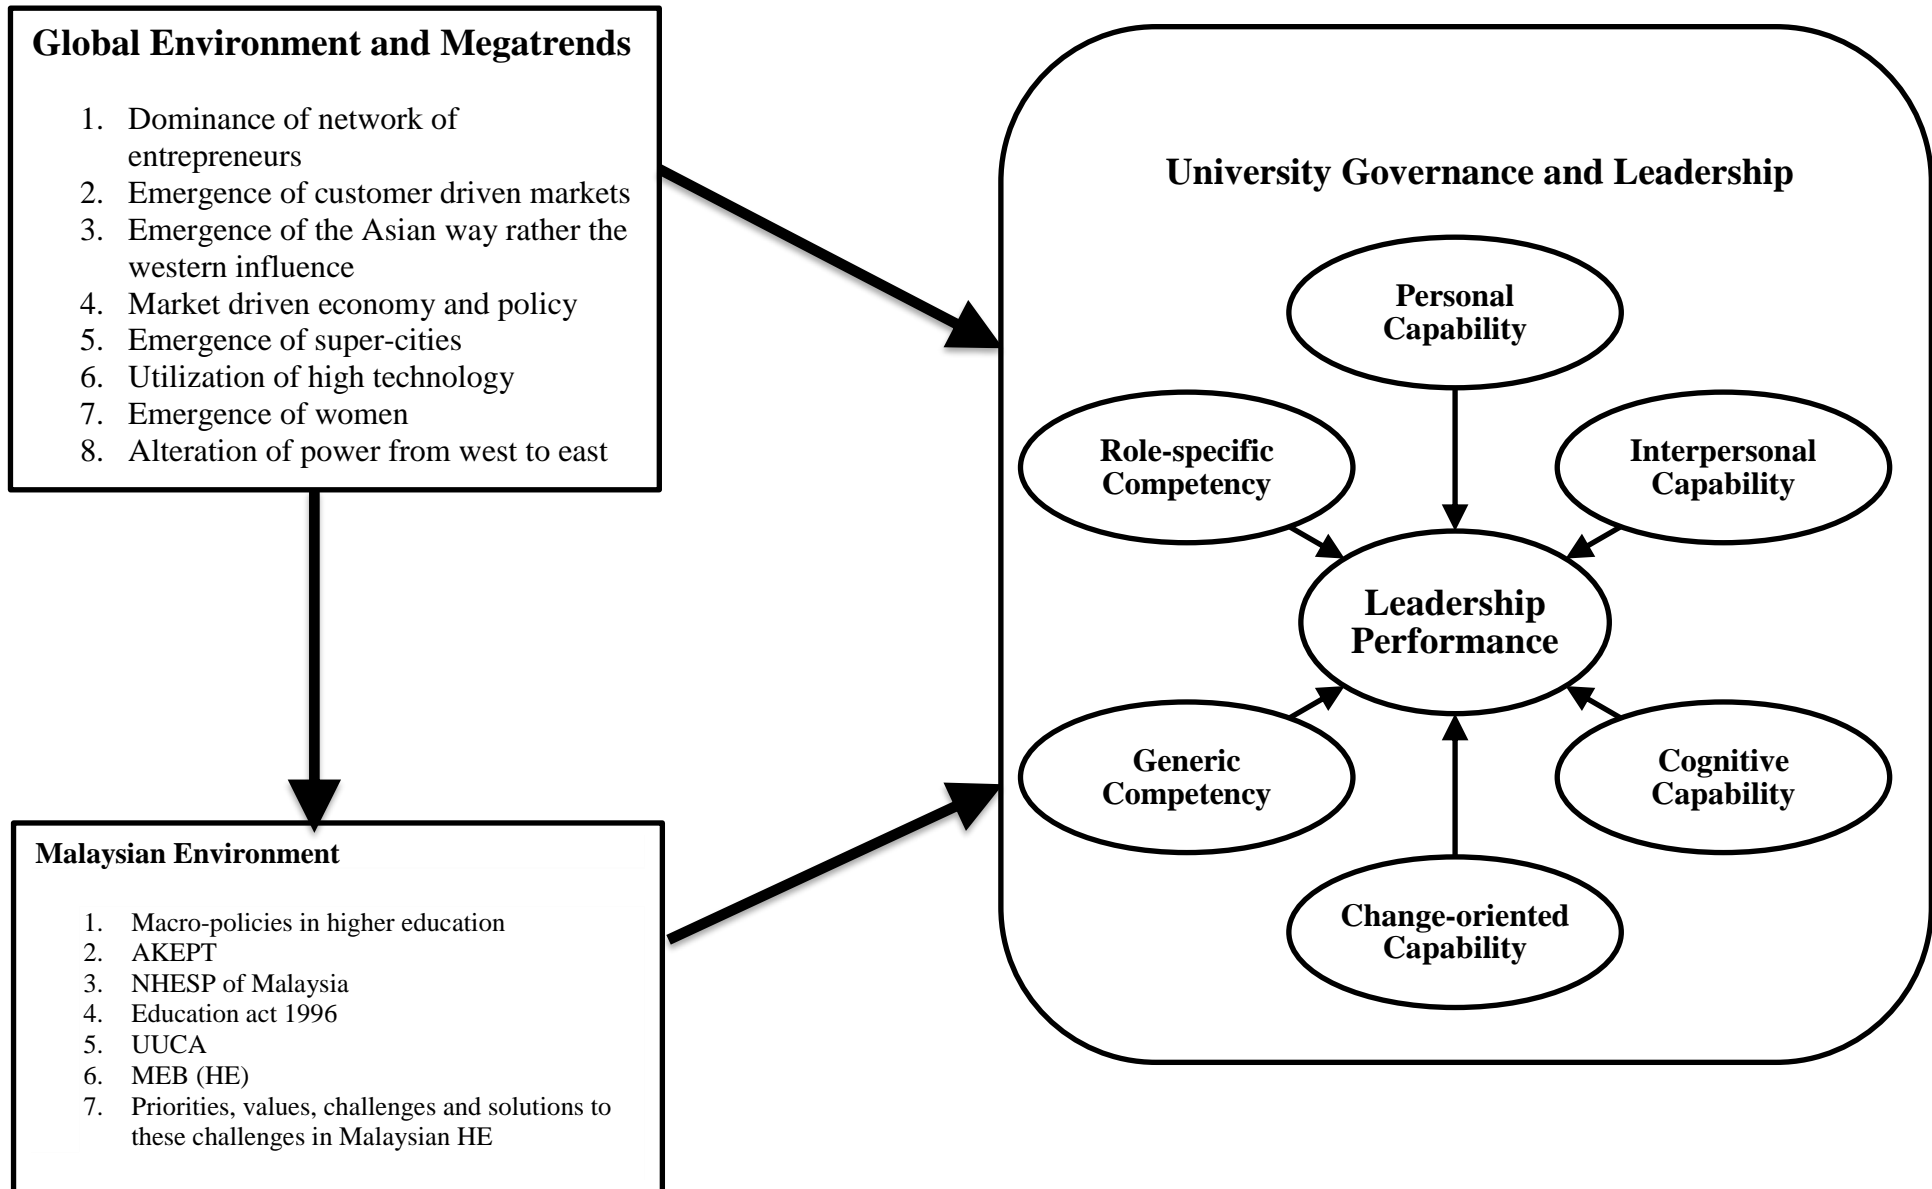 Global Environment and Megatrends
1. Dominance of network of
entrepreneurs
2. Emergence of customer driven markets
3. Emergence of the Asian way rather the
western influence
4. Market driven economy and policy
5. Emergence of super-cities
6. Utilization of high technology
7. Emergence of women
8. Alteration of power from west to east
Malaysian Environment
1. Macro-policies in higher education
2. AKEPT
3. NHESP of Malaysia
4. Education act 1996
5. UUCA
6. MEB (HE)
7. Priorities, values, challenges and solutions to
these challenges in Malaysian HE
University Governance and Leadership
Personal
Capability
Role-specific
Competency
Interpersonal
Capability
Leadership
Performance
Generic
Competency
Cognitive
Capability
Change-oriented
Capability